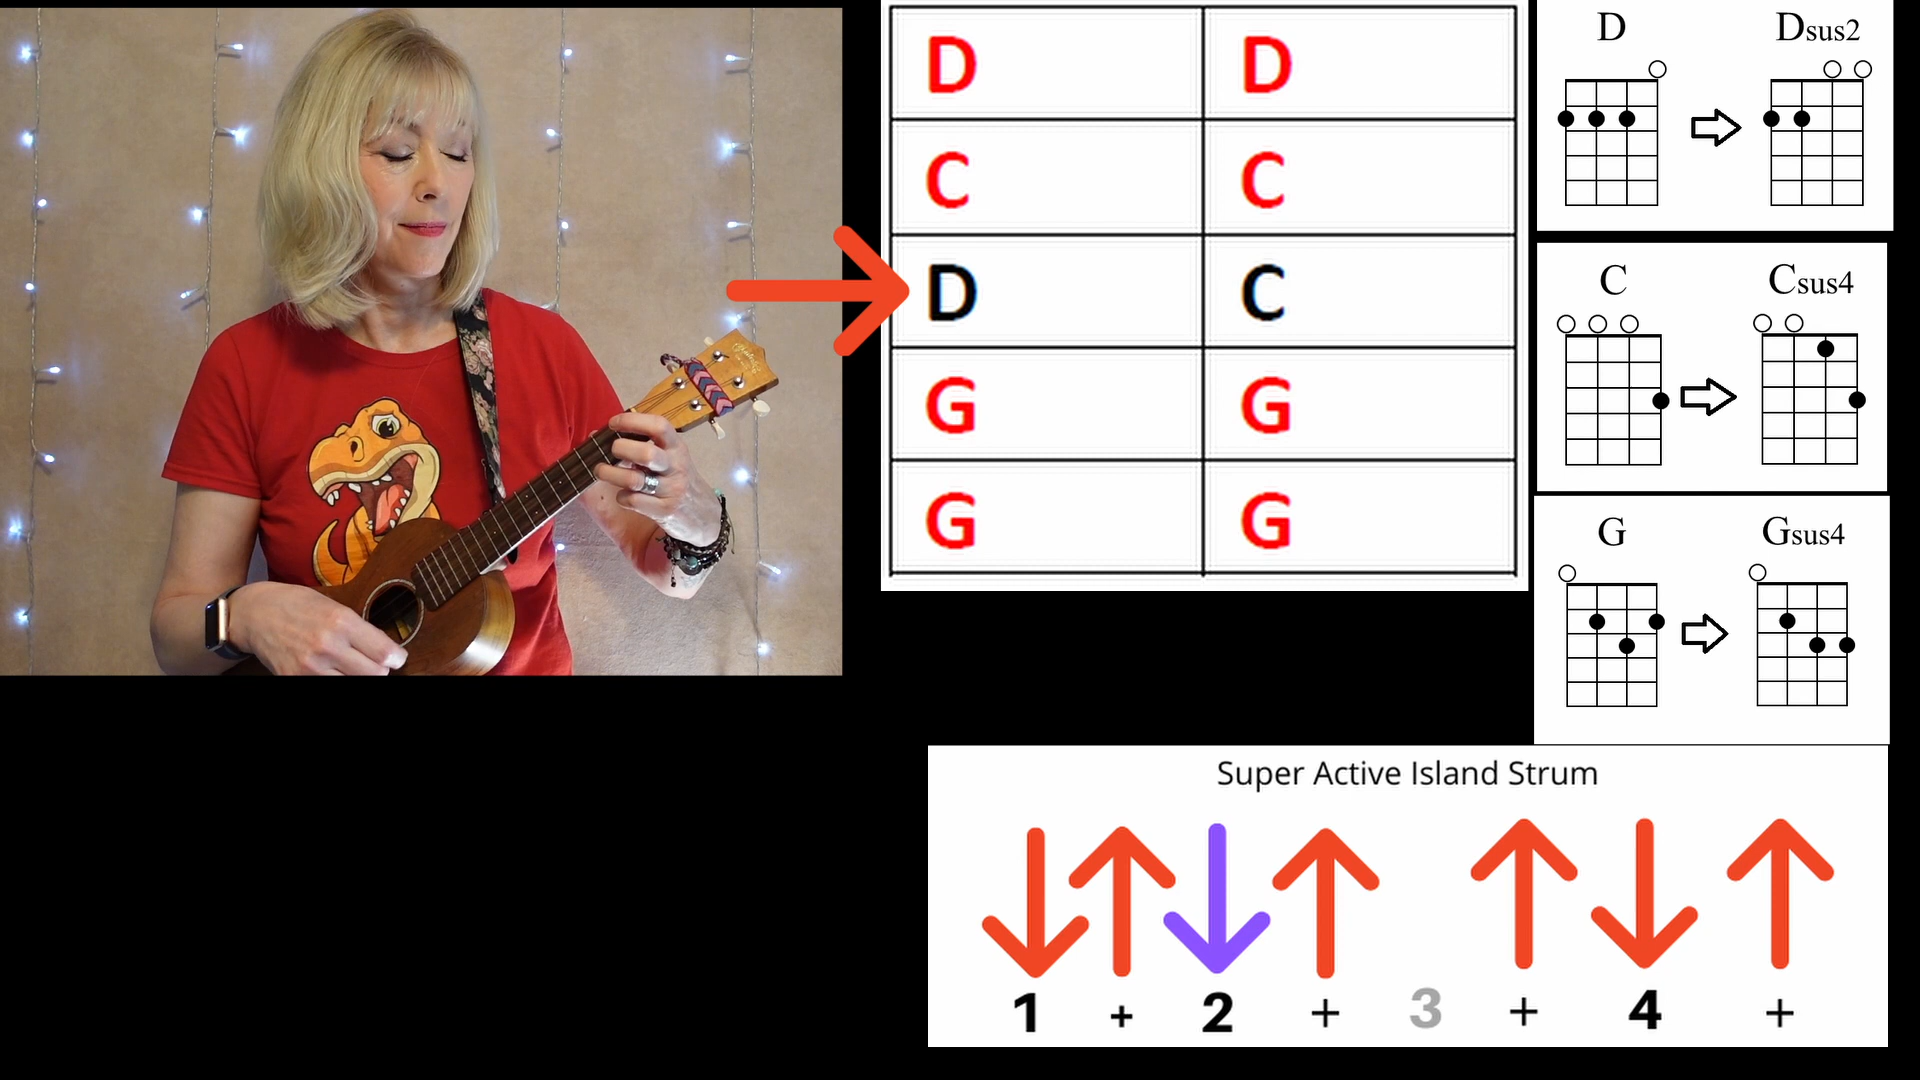 D D
C C
D C
G G
G G
D Dsus2
C Csus4
G Gsus4
Super Active Island Strum
1 + 2 + 3 + 4 +